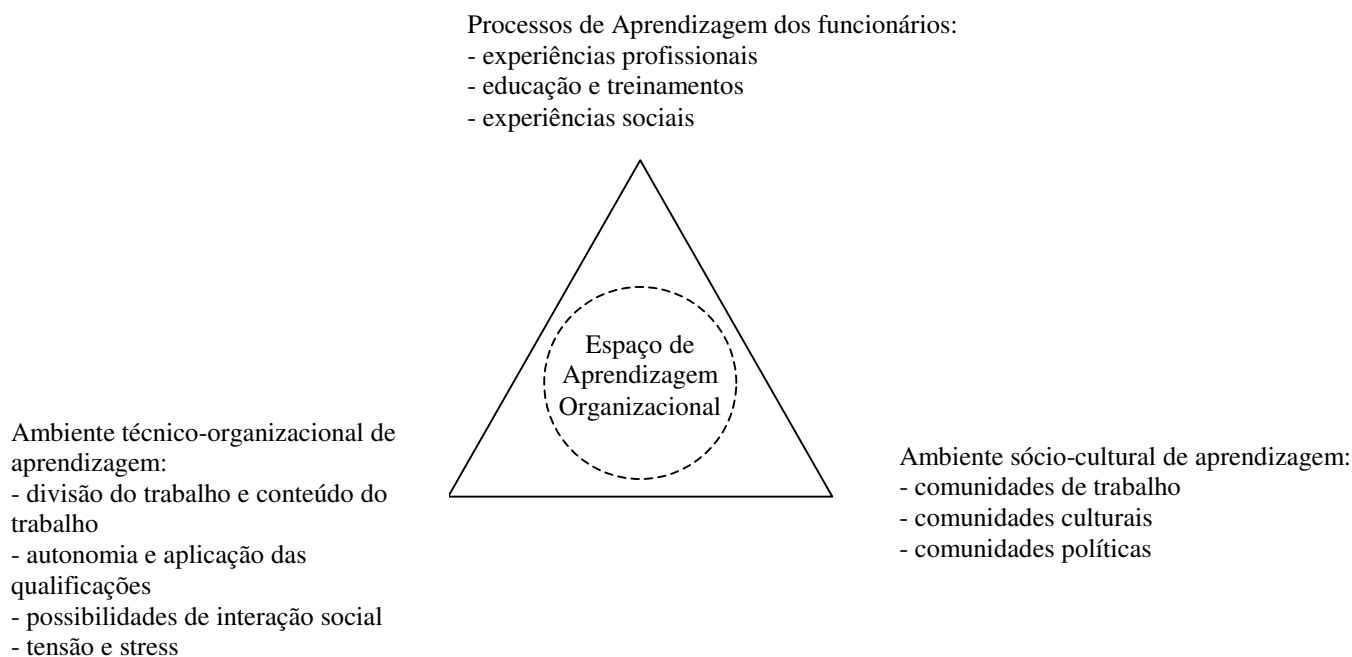 Processos de Aprendizagem dos funcionários:
- experiências profissionais
- educação e treinamentos
- experiências sociais
Espaço de
Aprendizagem
Organizacional
Ambiente técnico-organizacional de
aprendizagem:
- divisão do trabalho e conteúdo do
trabalho
- autonomia e aplicação das
qualificações
- possibilidades de interação social
- tensão e stress
Ambiente sócio-cultural de aprendizagem:
- comunidades de trabalho
- comunidades culturais
- comunidades políticas